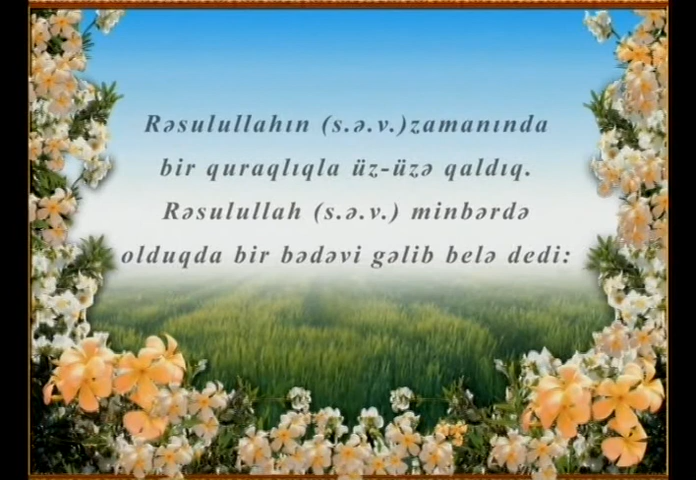 Rəsulullahın (s.ə.v.)zamanında
bir quraqlıqla üz-üzə qaldıq.
Rəsulullah (s.ə.v.) minbərdə
olduqda bir bədəvi gəlib belə dedi: